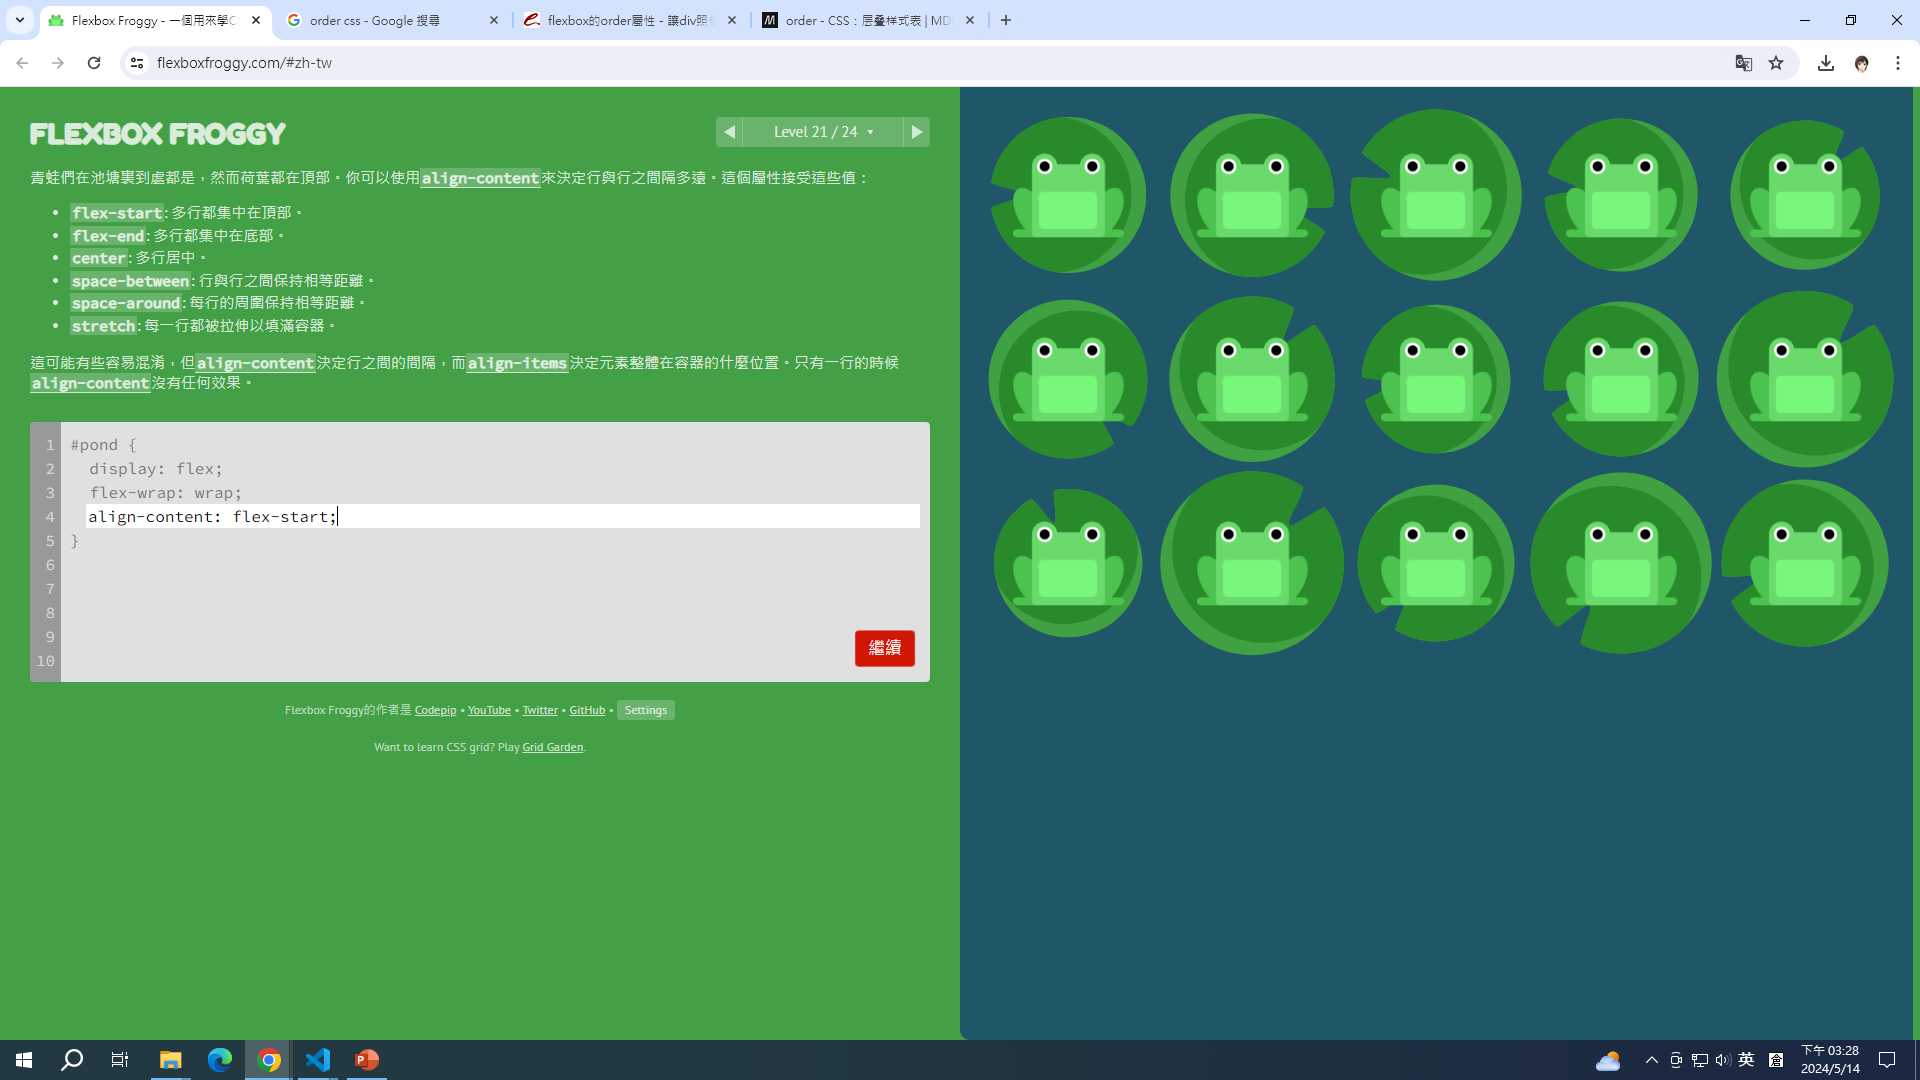 Flexbox Froggy - 一個用來學C
order css - Google 搜尋
flexbox的order屬性 - 讓div照
order - CSS：层叠样式表 | MD
flexboxfroggy.com/#zh-tw
FLEXBOX FROGGY
Level 21 / 24
青蛙們在池塘裏到處都是，然而荷葉都在頂部。你可以使用align-content來決定行與行之間隔多遠。這個屬性接受這些值：
• flex-start: 多行都集中在頂部。
• flex-end: 多行都集中在底部。
• center: 多行居中。
• space-between: 行與行之間保持相等距離。
• space-around: 每行的周圍保持相等距離。
• stretch: 每一行都被拉伸以填滿容器。
這可能有些容易混淆，但align-content決定行之間的間隔，而align-items決定元素整體在容器的什麼位置。只有一行的時候
align-content沒有任何效果。
1 #pond {
2 display: flex;
3 flex-wrap: wrap;
4 align-content: flex-start;
5 }
6
7
8
9
10
繼續
Flexbox Froggy的作者是 Codepip • YouTube • Twitter • GitHub • Settings
Want to learn CSS grid? Play Grid Garden.
英
下午 03:28
2024/5/14